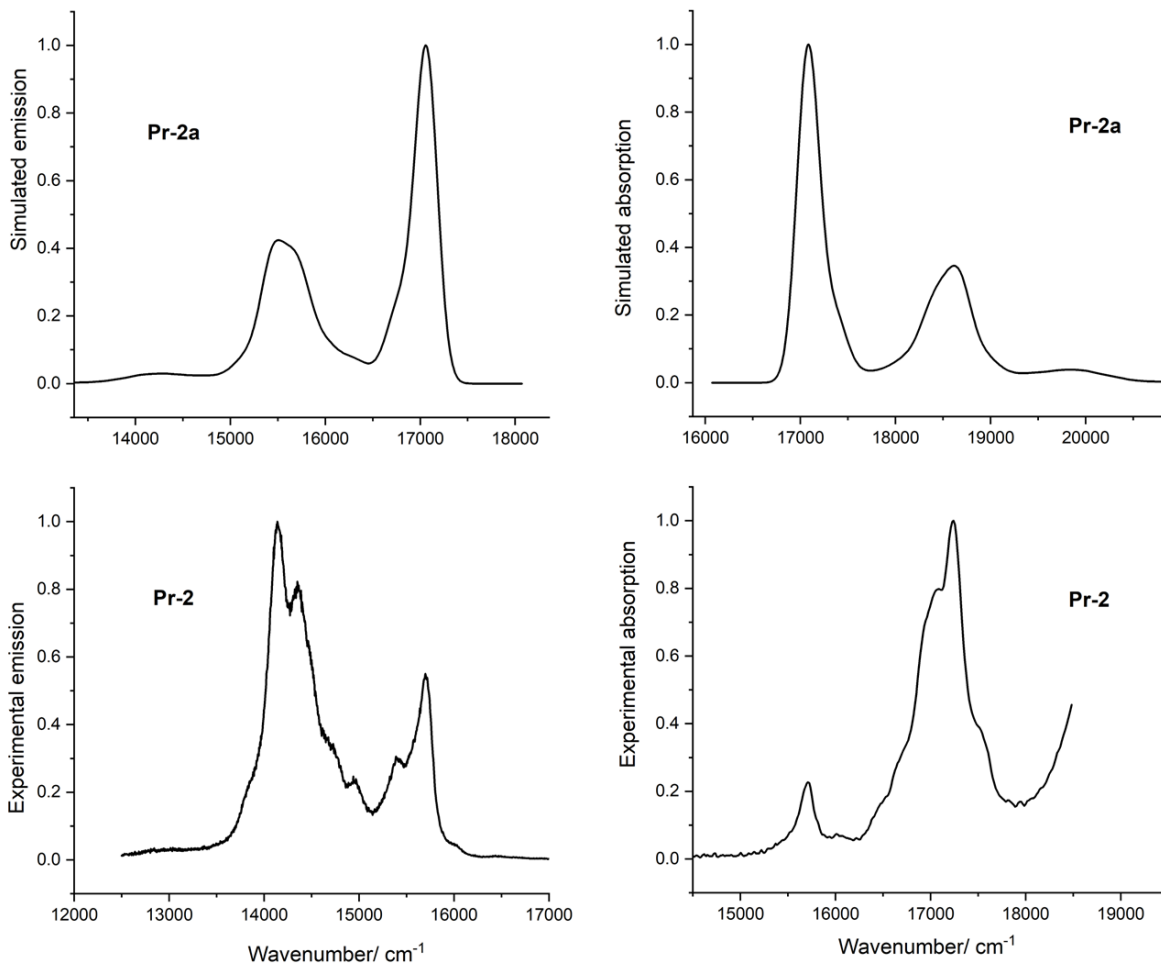 Simulated emission
1.0
0.8
0.6
0.4
0.2
0.0
Pr-2a
14000 15000 16000 17000 18000
Simulated absorption
1.0
0.8
0.6
0.4
0.2
0.0
Pr-2a
16000 17000 18000 19000 20000
Experimental emission
1.0
0.8
0.6
0.4
0.2
0.0
Pr-2
12000 13000 14000 15000 16000 17000
Wavenumber/ cm⁻¹
Experimental absorption
1.0
0.8
0.6
0.4
0.2
0.0
Pr-2
15000 16000 17000 18000 19000
Wavenumber/ cm⁻¹